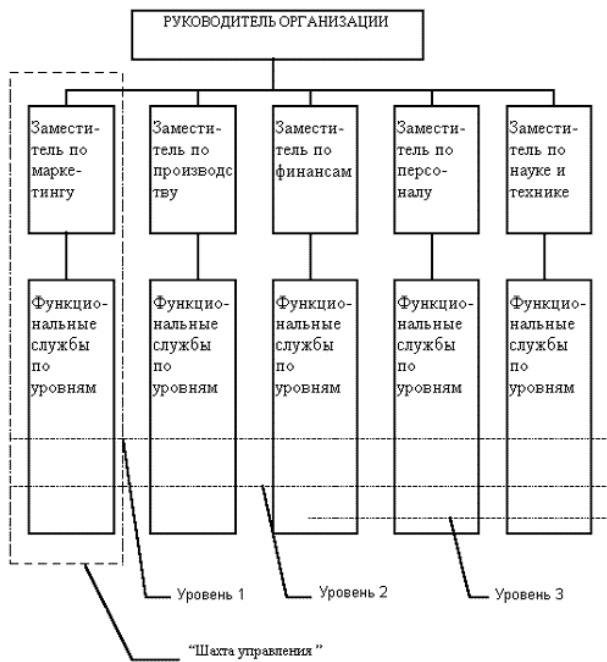 РУКОВОДИТЕЛЬ ОРГАНИЗАЦИИ
Замести-
тель по
марке-
тингу
Замести-
тель по
производс
тву
Замести-
тель по
финансам
Замести-
тель по
персо-
налу
Замести-
тель по
науке и
технике
Функцио-
нальные
службы
по
уровням
Функцио-
нальные
службы
по
уровням
Функцио-
нальные
службы
по
уровням
Функцио-
нальные
службы
по
уровням
Функцио-
нальные
службы
по
уровням
Уровень 1
Уровень 2
Уровень 3
“Шахта управления ”